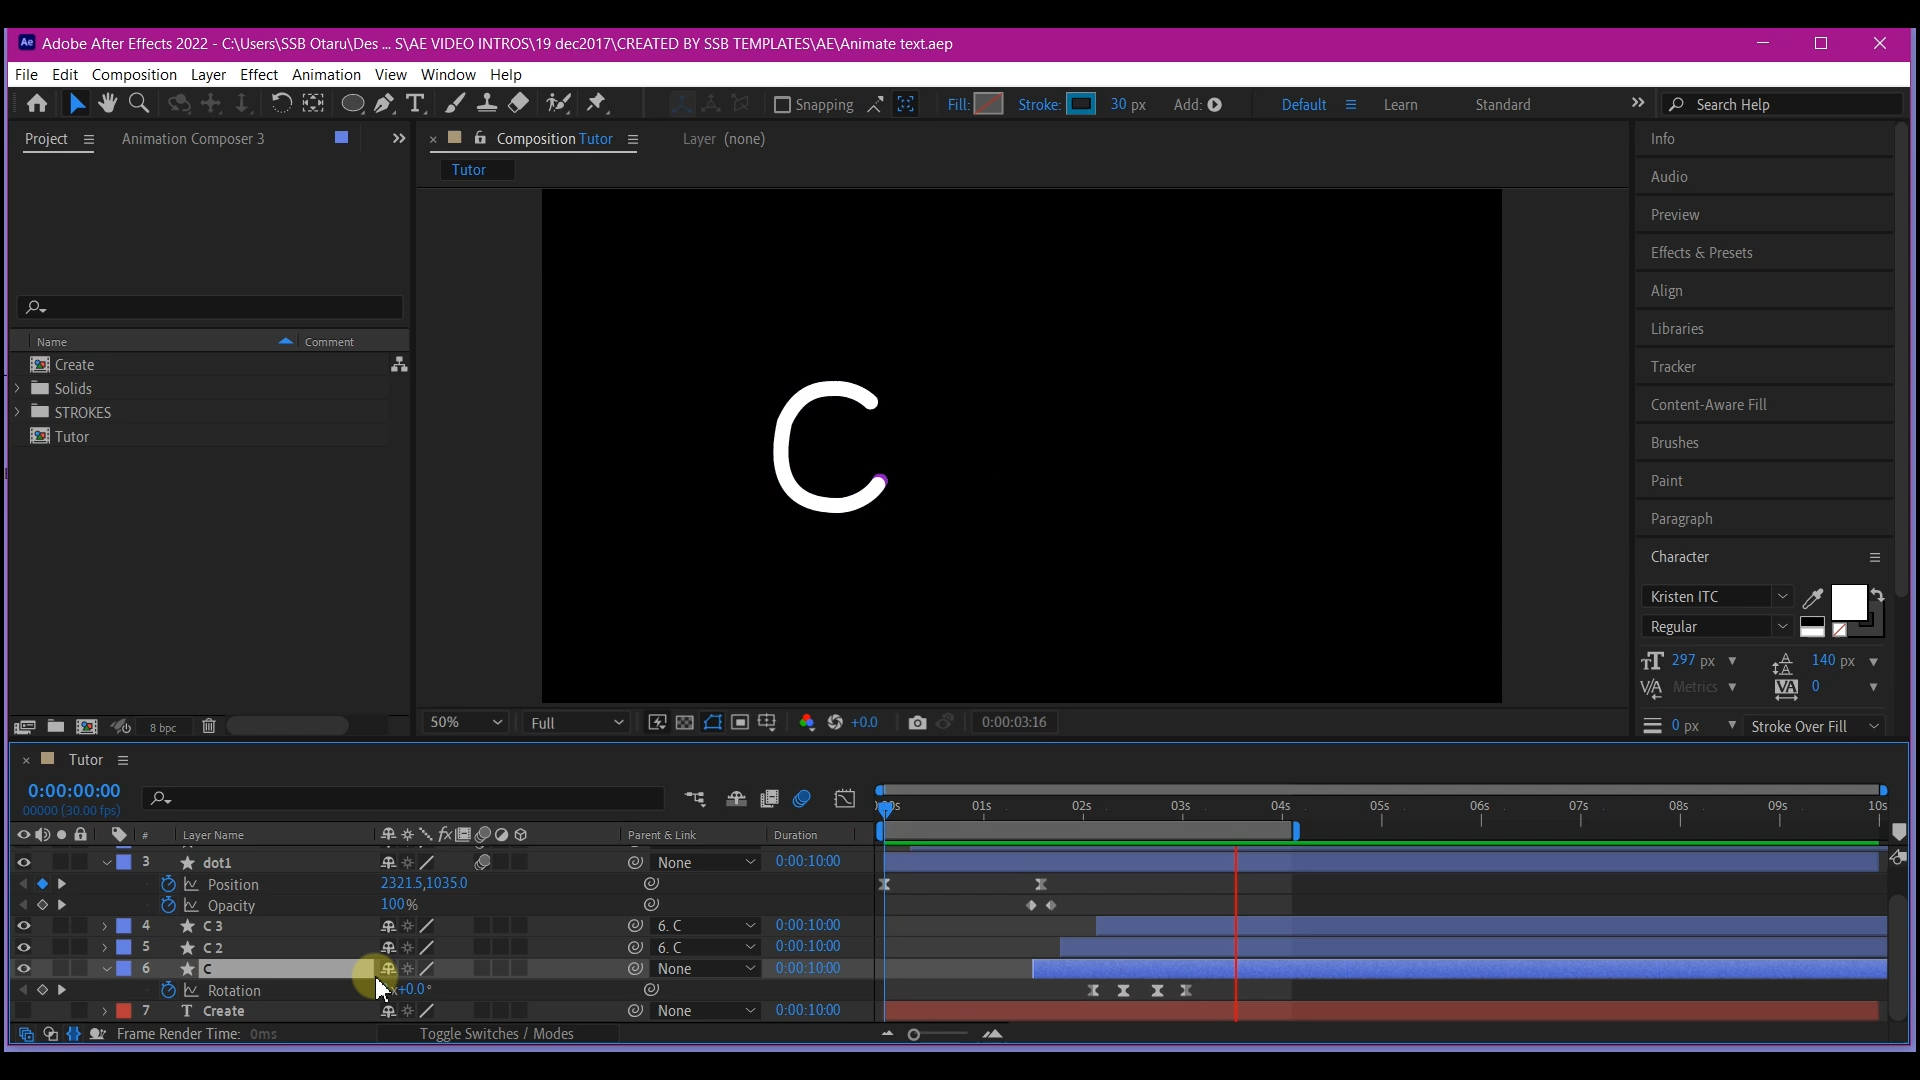 Ae Adobe After Effects 2022 - C:\Users\SSB Otaru\Des ... S\AE VIDEO INTROS\19 dec2017\CREATED BY SSB TEMPLATES\AE\Animate text.aep
File Edit Composition Layer Effect Animation View Window Help
Snapping Fill: Stroke: 30 px Add: Default Learn Standard Search Help
Project Animation Composer 3 Composition Tutor Layer (none) Info
Tutor
Audio
Preview
Effects & Presets
Align
Libraries
Name Comment
Create
Solids
STROKES
Tutor
Tracker
Content-Aware Fill
Brushes
Paint
Paragraph
Character
C
Kristen ITC
Regular
297 px 140 px
Metrics 0
8 bpc 50% Full +0.0 0:00:03:16 0 px Stroke Over Fill
Tutor
0:00:00:00
00000 (30.00 fps)
01s 02s 03s 04s 05s 06s 07s 08s 09s 10s
# Layer Name Parent & Link Duration
3 dot1 None 0:00:10:00
Position 2321.5,1035.0
Opacity 100%
4 C 3 6. C 0:00:10:00
5 C 2 6. C 0:00:10:00
6 C None 0:00:10:00
Rotation x+0.0°
7 T Create None 0:00:10:00
Frame Render Time: 0ms Toggle Switches / Modes